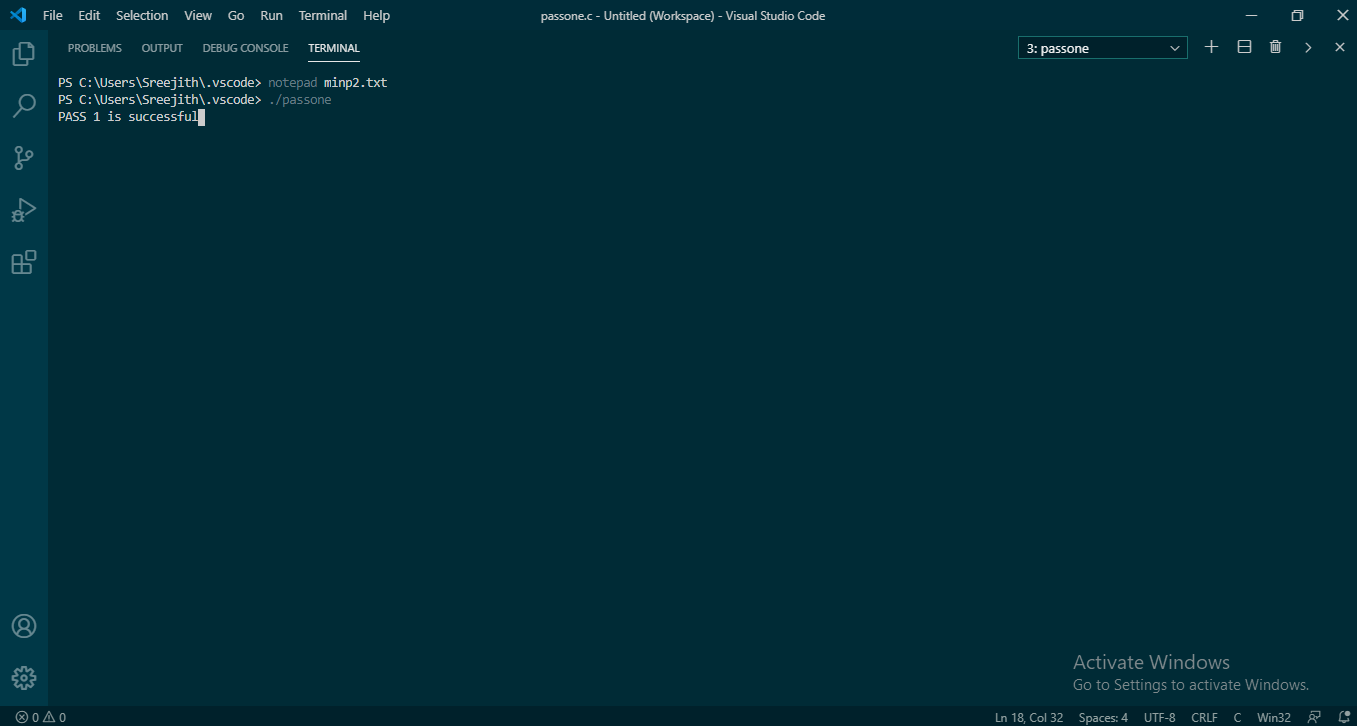 File Edit Selection View Go Run Terminal Help passone.c - Untitled (Workspace) - Visual Studio Code
PROBLEMS OUTPUT DEBUG CONSOLE TERMINAL 3: passone
PS C:\Users\Sreejith\.vscode> notepad minp2.txt
PS C:\Users\Sreejith\.vscode> ./passone
PASS 1 is successful
Activate Windows
Go to Settings to activate Windows.
0 0 Ln 18, Col 32 Spaces: 4 UTF-8 CRLF C Win32